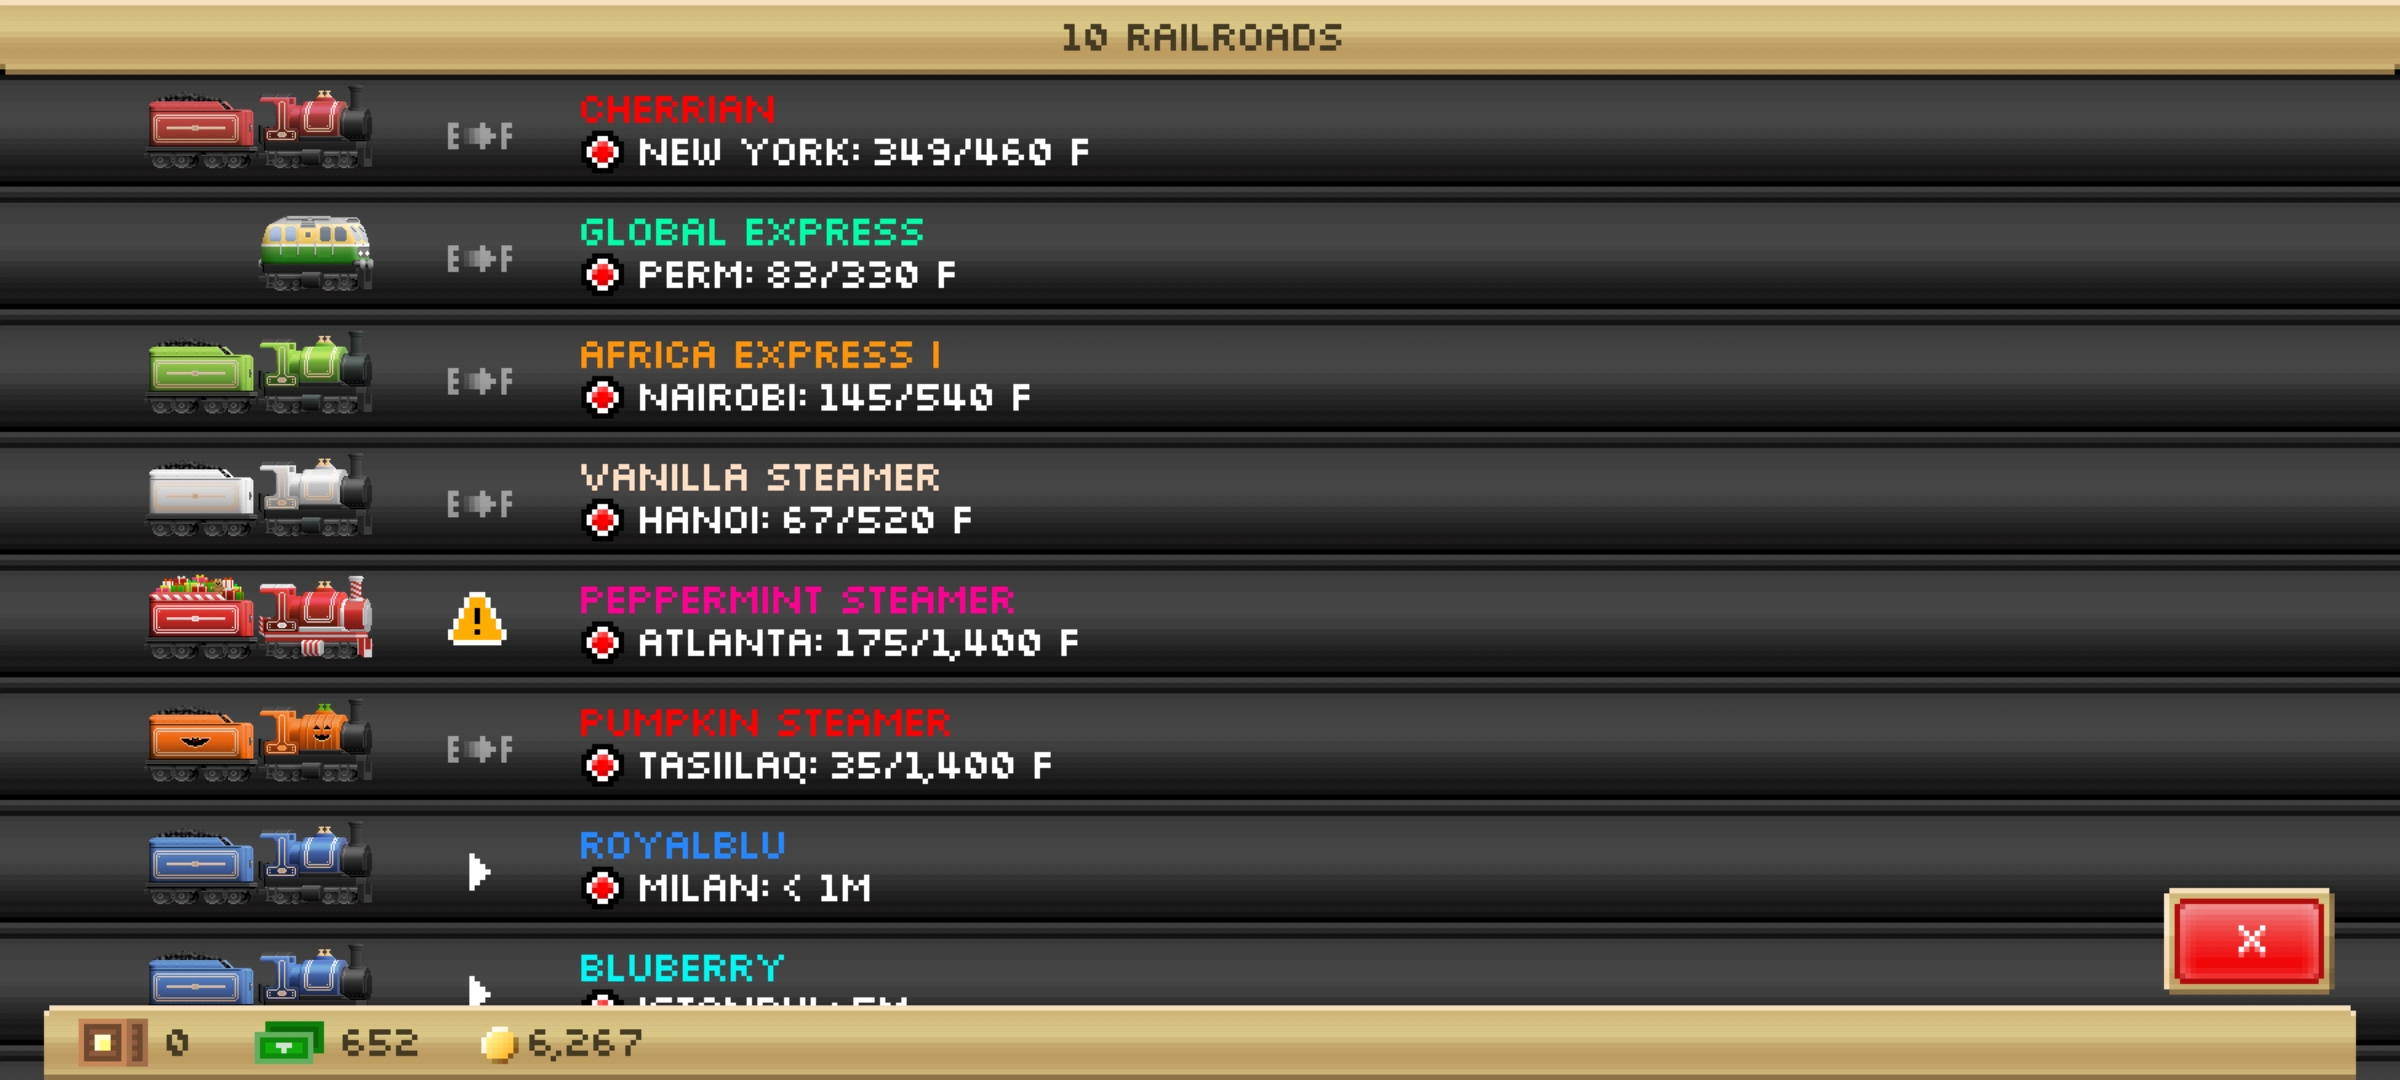 10 RAILROADS
CHERRIAN
E F NEW YORK: 349/460 F
GLOBAL EXPRESS
E F PERM: 83/330 F
AFRICA EXPRESS I
E F NAIROBI: 145/540 F
VANILLA STEAMER
E F HANOI: 67/520 F
PEPPERMINT STEAMER
ATLANTA: 175/1,400 F
PUMPKIN STEAMER
E F TASIILAQ: 35/1,400 F
ROYALBLU
MILAN: < 1M
BLUBERRY
X
0 652 6,267